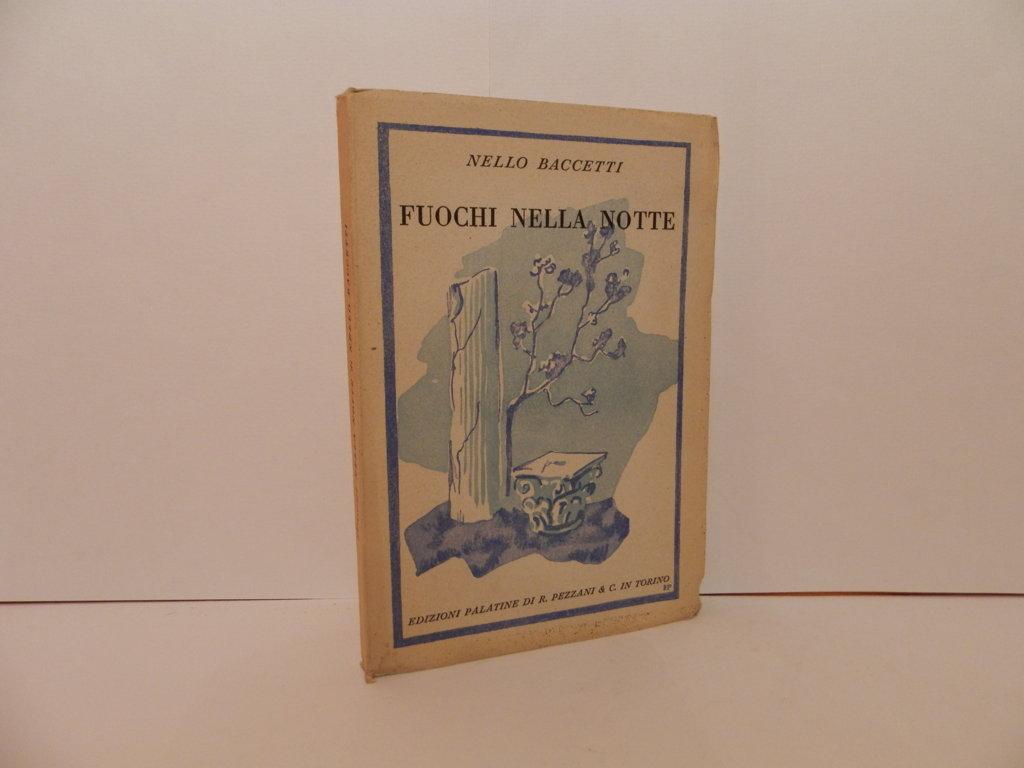 NELLO BACCETTI
FUOCHI NELLA NOTTE
EDIZIONI PALATINE DI R. PEZZANI & C. IN TORINO